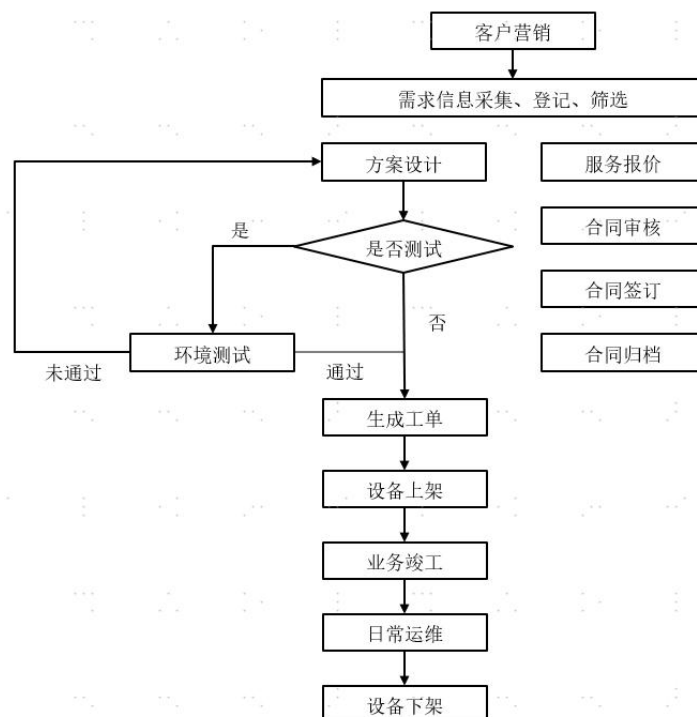 客户营销
需求信息采集、登记、筛选
方案设计
服务报价
是
是否测试
合同审核
合同签订
否
环境测试
未通过
通过
合同归档
生成工单
设备上架
业务竣工
日常运维
设备下架